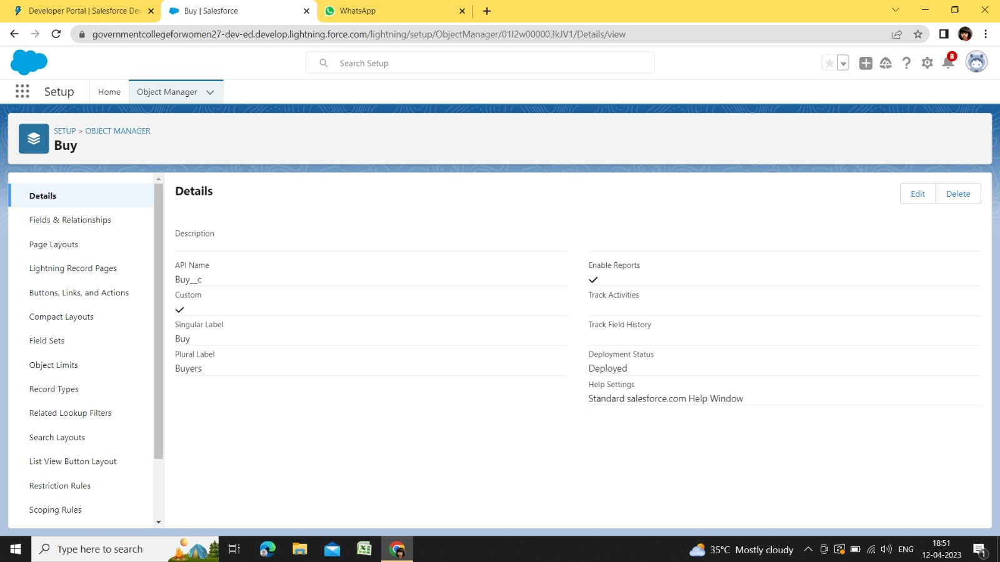 Developer Portal | Salesforce Dev
Buy | Salesforce
WhatsApp
governmentcollegeforwomen27-dev-ed.develop.lightning.force.com/lightning/setup/ObjectManager/01I2w000003kJV1/Details/view
Search Setup
8
Setup
Home
Object Manager
SETUP > OBJECT MANAGER
Buy
Details
Fields & Relationships
Page Layouts
Lightning Record Pages
Buttons, Links, and Actions
Compact Layouts
Field Sets
Object Limits
Record Types
Related Lookup Filters
Search Layouts
List View Button Layout
Restriction Rules
Scoping Rules
Details
Edit
Delete
Description
API Name
Buy__c
Custom
Singular Label
Buy
Plural Label
Buyers
Enable Reports
Track Activities
Track Field History
Deployment Status
Deployed
Help Settings
Standard salesforce.com Help Window
Type here to search
35°C Mostly cloudy
ENG
18:51
12-04-2023
1